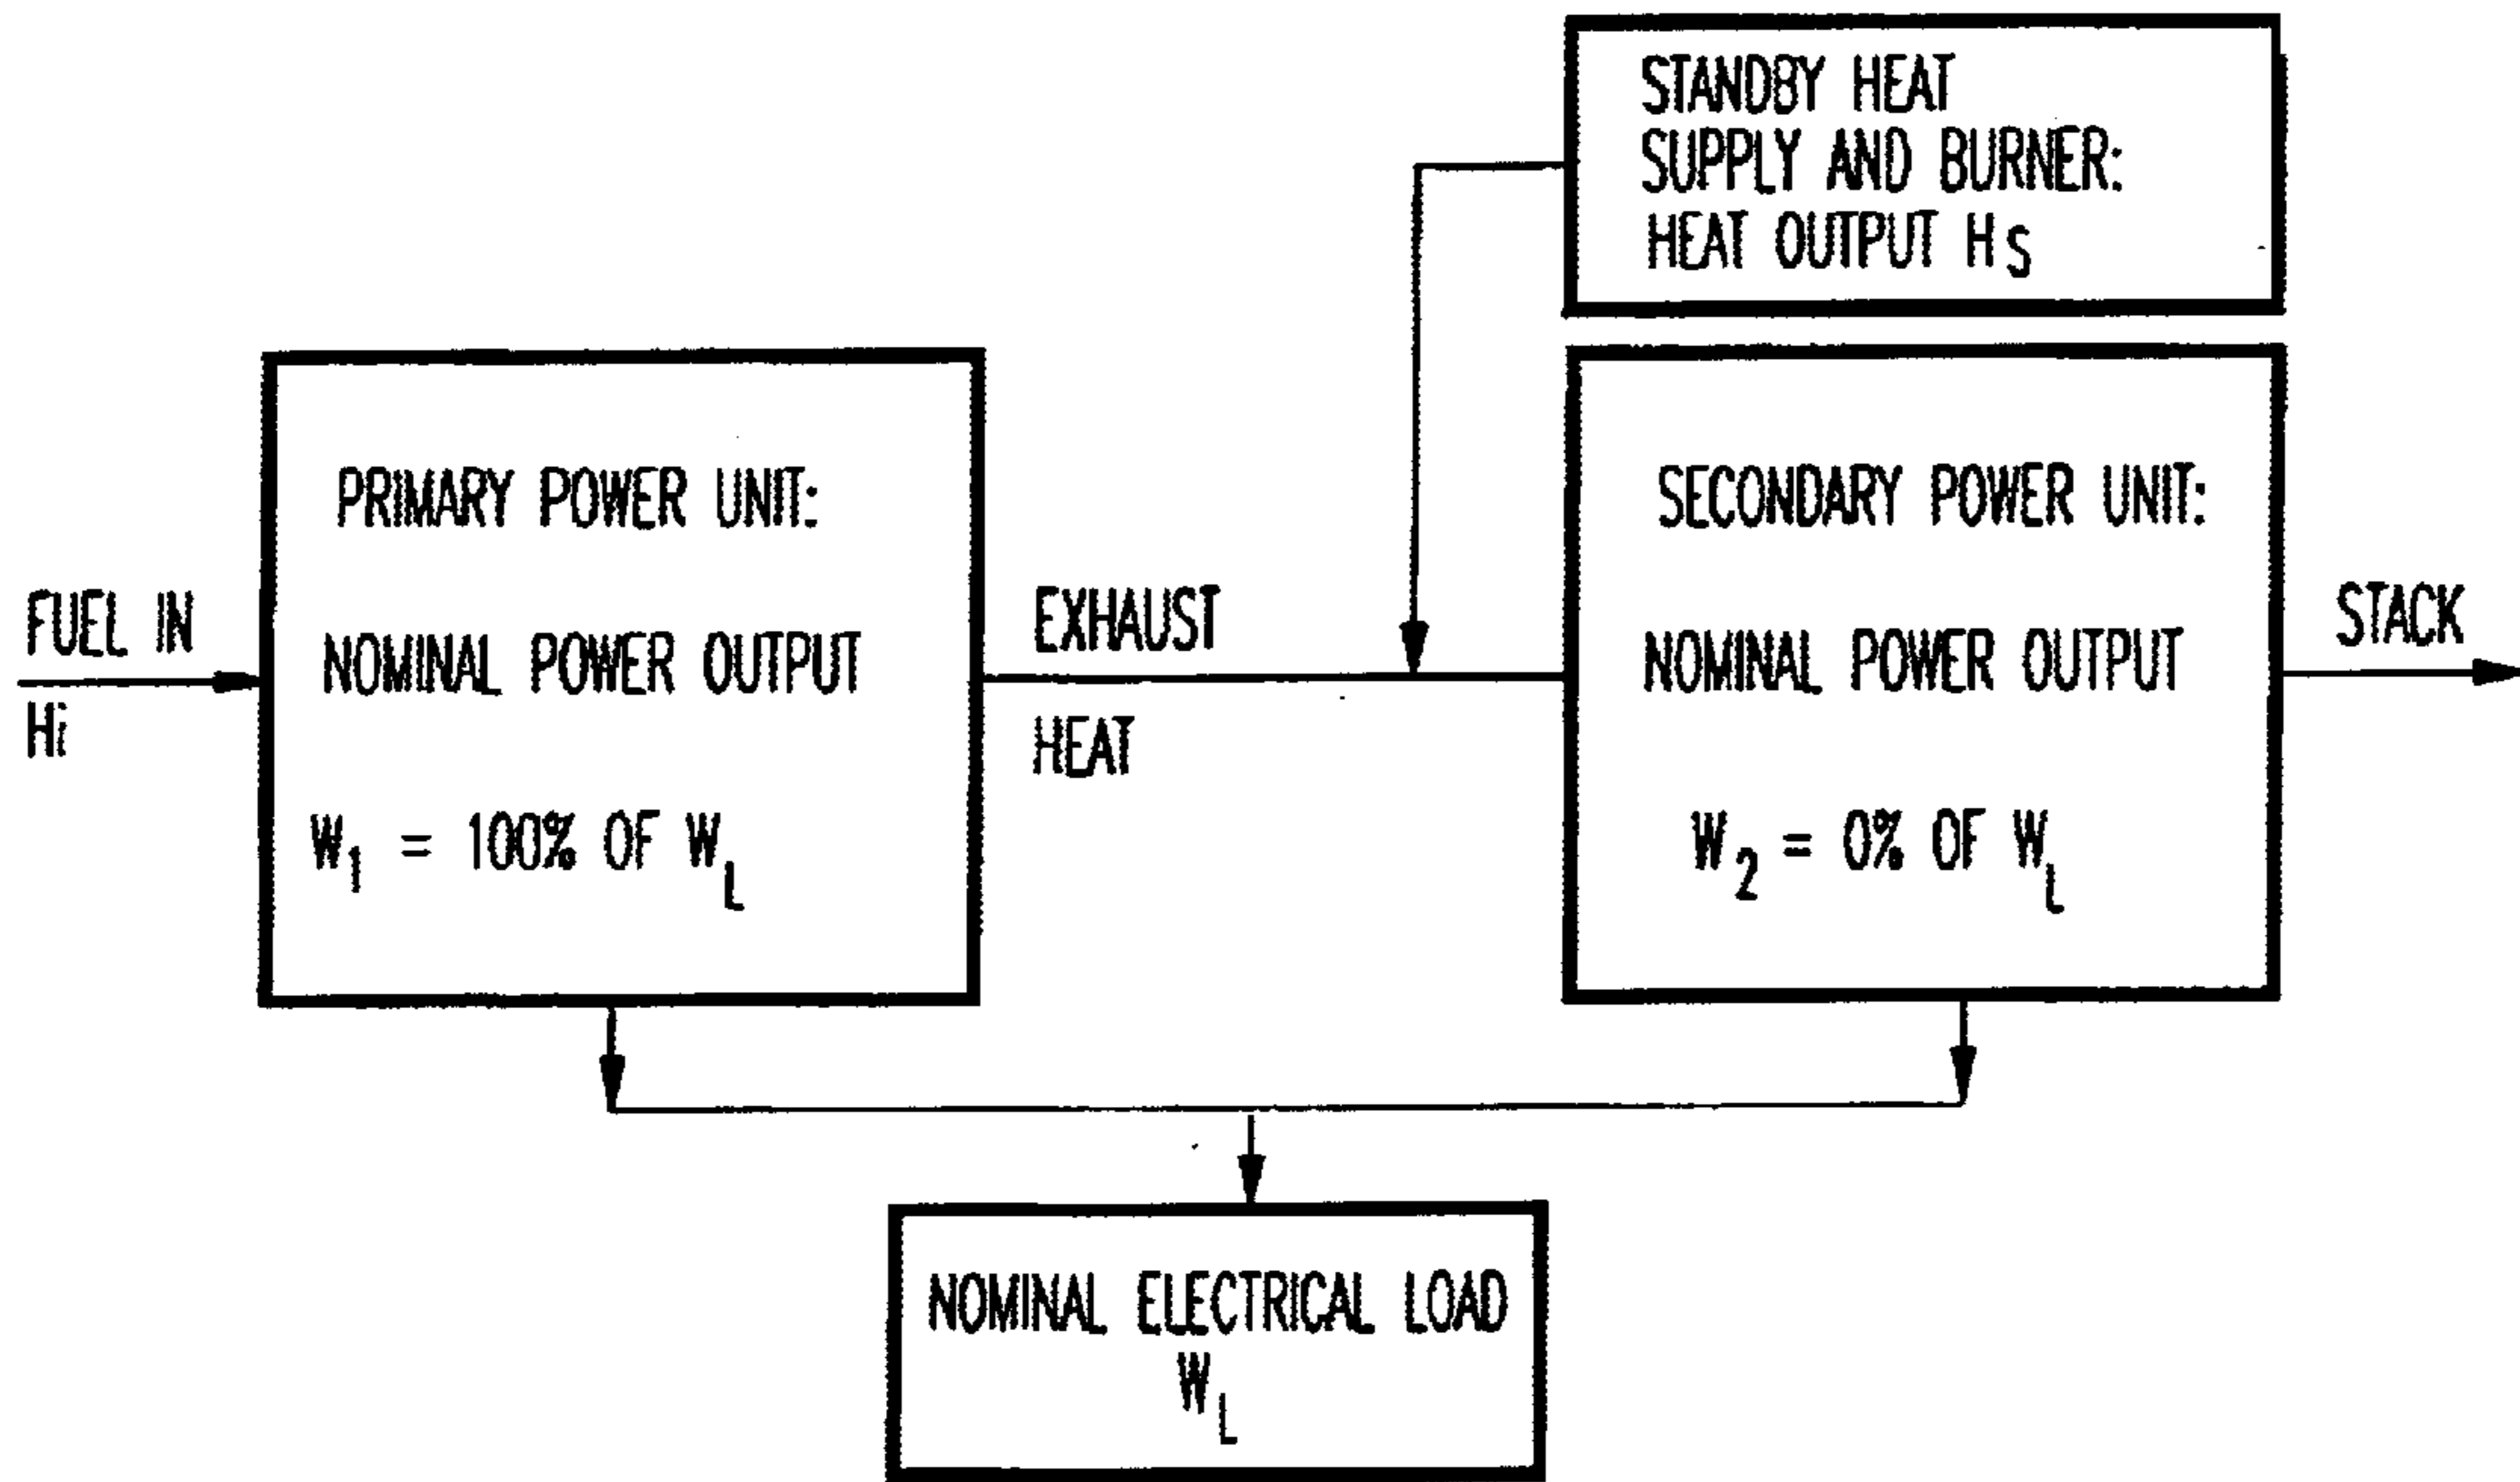 STANDBY HEAT
SUPPLY AND BURNER:
HEAT OUTPUT HS
FUEL IN
Hi
PRIMARY POWER UNIT:
NOMINAL POWER OUTPUT
W1 = 100% OF WL
EXHAUST
HEAT
SECONDARY POWER UNIT:
NOMINAL POWER OUTPUT
W2 = 0% OF WL
STACK
NOMINAL ELECTRICAL LOAD
WL